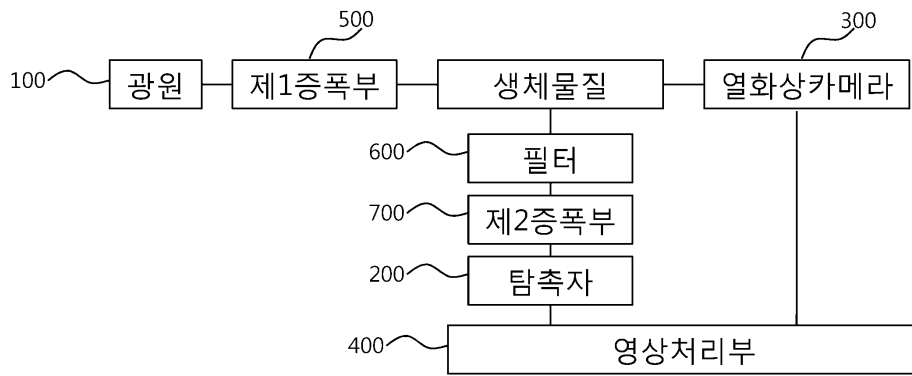 500
300
100
광원
제1증폭부
생체물질
열화상카메라
600
필터
700
제2증폭부
200
탐촉자
400
영상처리부